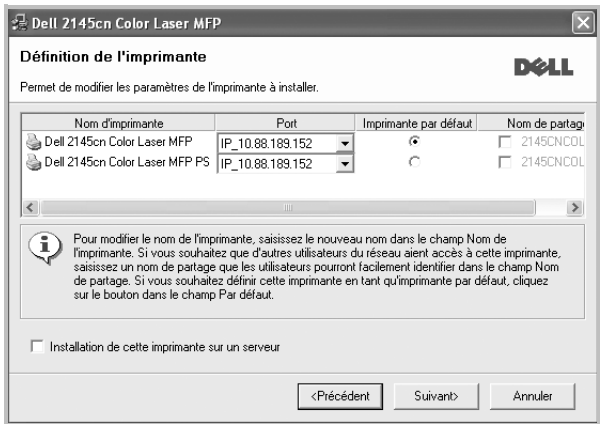 Dell 2145cn Color Laser MFP
Définition de l'imprimante
DELL
Permet de modifier les paramètres de l'imprimante à installer.
Nom d'imprimante Port Imprimante par défaut Nom de partag
Dell 2145cn Color Laser MFP IP_10.88.189.152 2145CNCOL
Dell 2145cn Color Laser MFP PS IP_10.88.189.152 2145CNCOL
Pour modifier le nom de l'imprimante, saisissez le nouveau nom dans le champ Nom de
l'imprimante. Si vous souhaitez que d'autres utilisateurs du réseau aient accès à cette imprimante,
saisissez un nom de partage que les utilisateurs pourront facilement identifier dans le champ Nom
de partage. Si vous souhaitez définir cette imprimante en tant qu'imprimante par défaut, cliquez
sur le bouton dans le champ Par défaut.
Installation de cette imprimante sur un serveur
<Précédent Suivant> Annuler